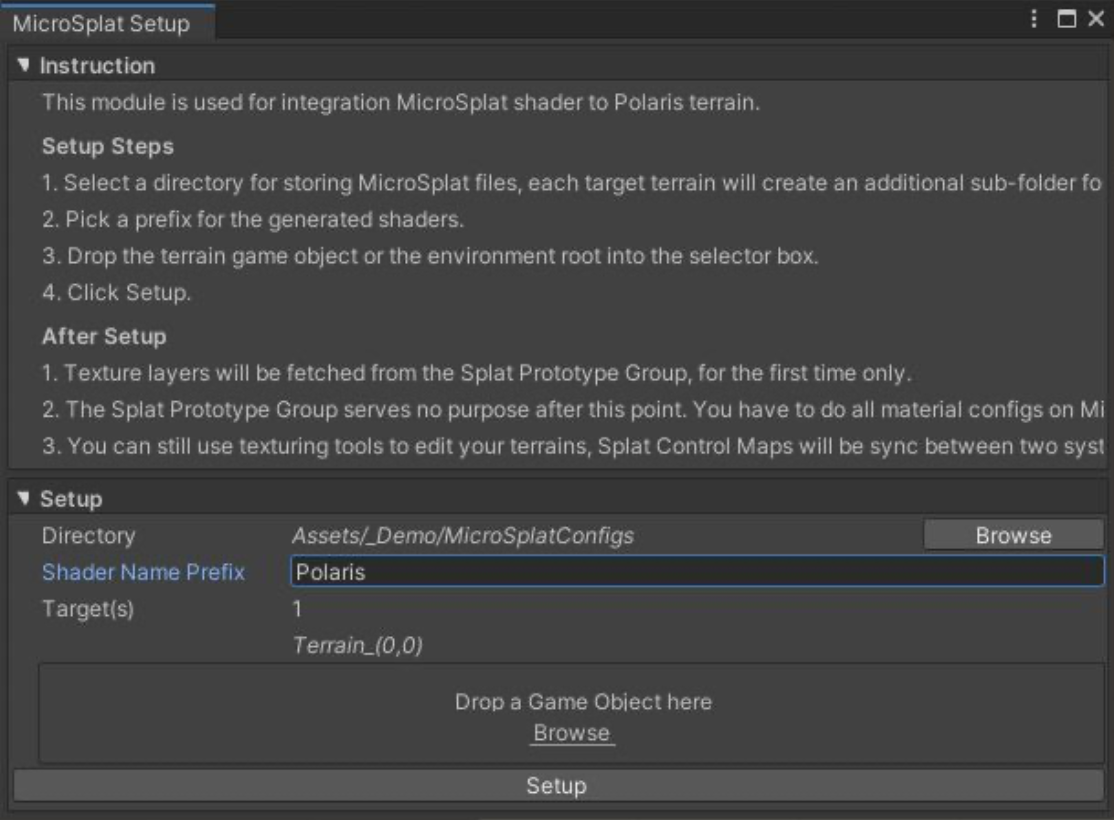 MicroSplat Setup
Instruction
This module is used for integration MicroSplat shader to Polaris terrain.
Setup Steps
1. Select a directory for storing MicroSplat files, each target terrain will create an additional sub-folder fo
2. Pick a prefix for the generated shaders.
3. Drop the terrain game object or the environment root into the selector box.
4. Click Setup.
After Setup
1. Texture layers will be fetched from the Splat Prototype Group, for the first time only.
2. The Splat Prototype Group serves no purpose after this point. You have to do all material configs on Mi
3. You can still use texturing tools to edit your terrains, Splat Control Maps will be sync between two syst
Setup
Directory Assets/_Demo/MicroSplatConfigs Browse
Shader Name Prefix Polaris
Target(s) 1
Terrain_(0,0)
Drop a Game Object here
Browse
Setup